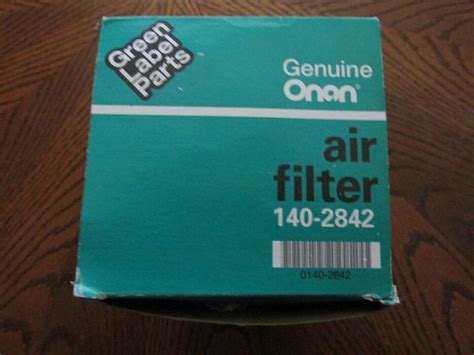 Green
Label
Parts
Genuine
Onan®
air
filter
140-2842
0140-2842